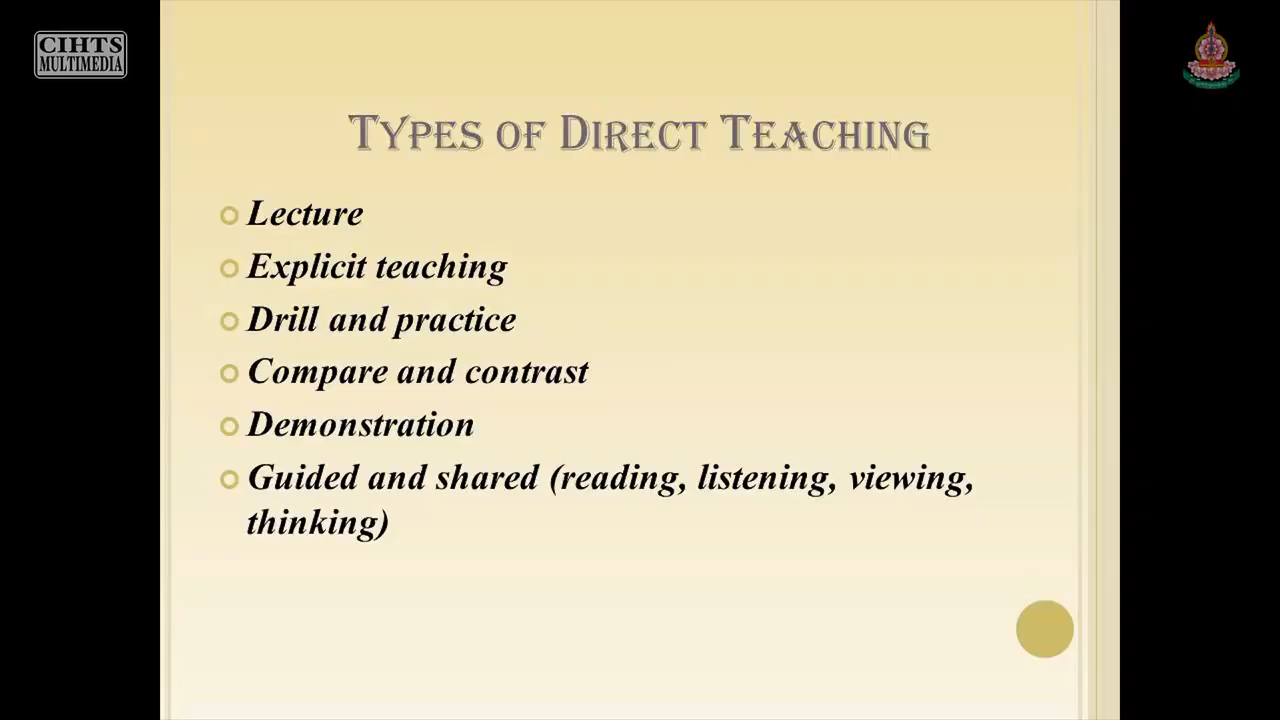 CIHTS
MULTIMEDIA
Types of Direct Teaching
Lecture
Explicit teaching
Drill and practice
Compare and contrast
Demonstration
Guided and shared (reading, listening, viewing,
thinking)